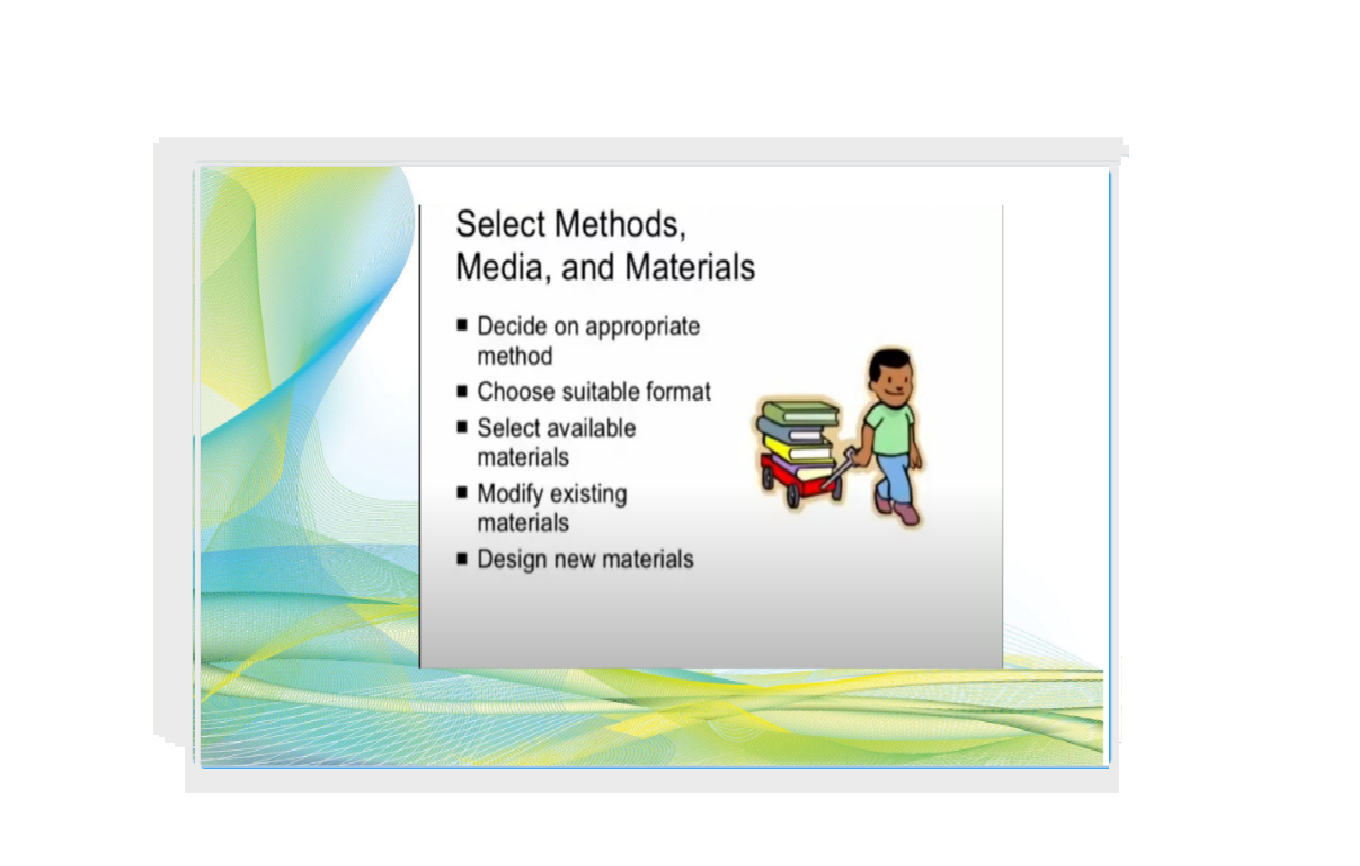 Select Methods,
Media, and Materials
■ Decide on appropriate
method
■ Choose suitable format
■ Select available
materials
■ Modify existing
materials
■ Design new materials